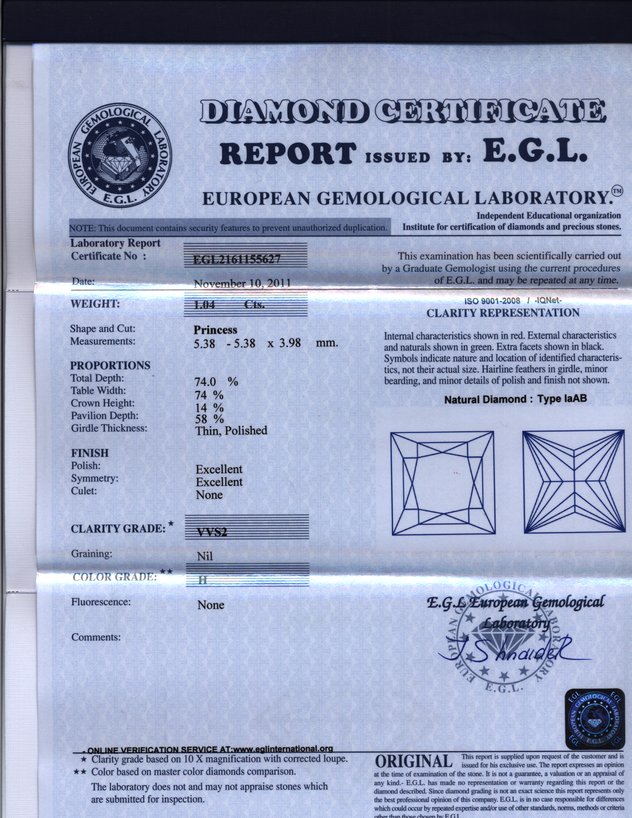 DIAMOND CERTIFICATE
REPORT ISSUED BY: E.G.L.
EUROPEAN GEMOLOGICAL LABORATORY.™
EUROPEAN GEMOLOGICAL LABORATORY
E.G.L.
Independent Educational organization
Institute for certification of diamonds and precious stones.
NOTE: This document contains security features to prevent unauthorized duplication.
Laboratory Report
Certificate No : EGL2161155627
Date: November 10, 2011
WEIGHT: 1.04 Cts.
Shape and Cut: Princess
Measurements: 5.38 - 5.38 x 3.98 mm.
PROPORTIONS
Total Depth: 74.0 %
Table Width: 74 %
Crown Height: 14 %
Pavilion Depth: 58 %
Girdle Thickness: Thin, Polished
FINISH
Polish: Excellent
Symmetry: Excellent
Culet: None
CLARITY GRADE:★ VVS2
Graining: Nil
COLOR GRADE:★★ H
Fluorescence: None
Comments:
This examination has been scientifically carried out
by a Graduate Gemologist using the current procedures
of E.G.L. and may be repeated at any time.
ISO 9001-2008 / -IQNet-
CLARITY REPRESENTATION
Internal characteristics shown in red. External characteristics
and naturals shown in green. Extra facets shown in black.
Symbols indicate nature and location of identified characteris-
tics, not their actual size. Hairline feathers in girdle, minor
bearding, and minor details of polish and finish not shown.
Natural Diamond : Type IaAB
E.G.L European Gemological
Laboratory
EUROPEAN GEMOLOGICAL LABORATORY
E.G.L.
EGL EGL
- ONLINE VERIFICATION SERVICE AT:www.eglinternational.org
★ Clarity grade based on 10 X magnification with corrected loupe.
★★ Color based on master color diamonds comparison.
The laboratory does not and may not appraise stones which
are submitted for inspection.
ORIGINAL This report is supplied upon request of the customer and is
issued for his exclusive use. The report expresses an opinion
at the time of examination of the stone. It is not a guarantee, a valuation or an appraisal of
any kind.- E.G.L. has made no representation or warranty regarding this report or the
diamond described. Since diamond grading is not an exact science this report represents only
the best professional opinion of this company. E.G.L. is in no case responsible for differences
which could occur by repeated expertise and/or use of other standards, norms, methods or criteria
other than those chosen by E.G.L.